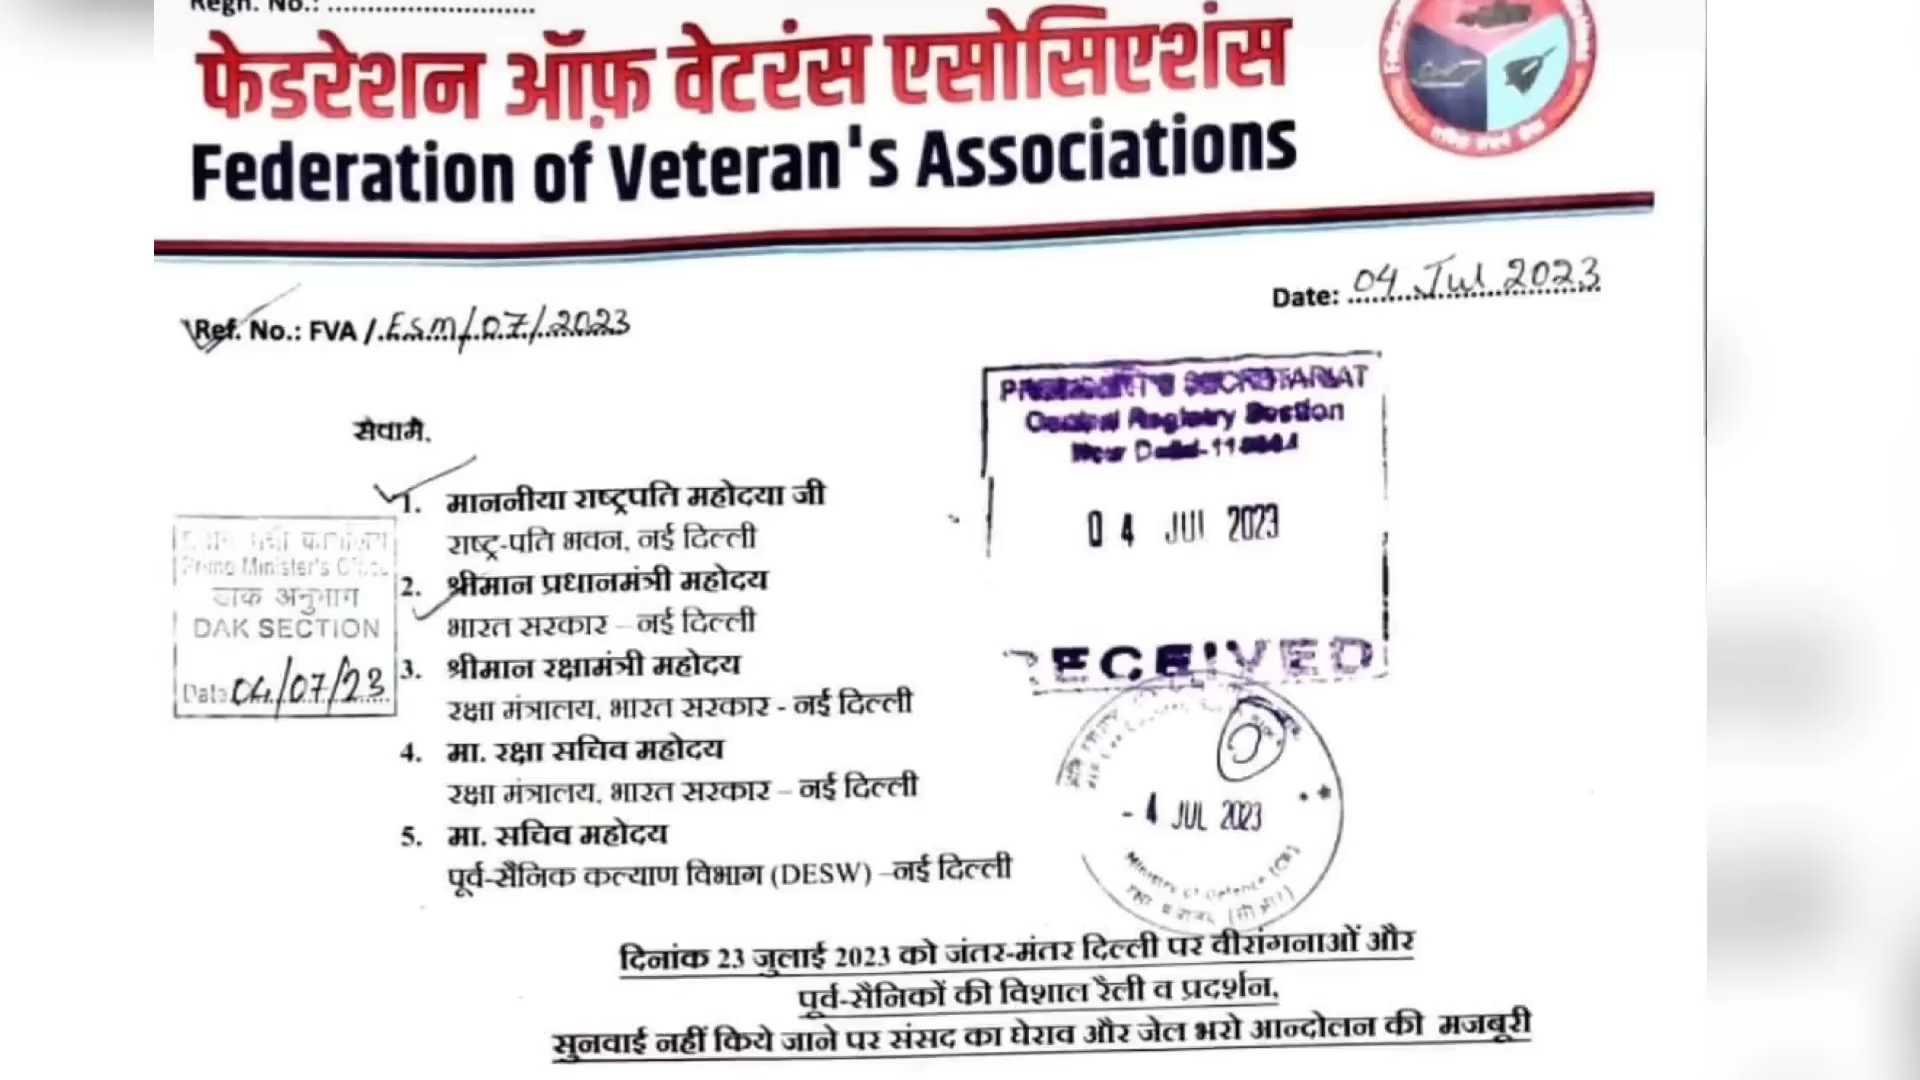 Regn. No.: ..........................
फेडरेशन ऑफ़ वेटरंस एसोसिएशंस
Federation of Veteran's Associations
Date: 04 Jul 2023
Ref. No.: FVA / ESM/07/2023
PRESIDENT'S SECRETARIAT
Central Registry Section
New Delhi-
04 JUL 2023
RECEIVED
सेवामे,
1. माननीया राष्ट्रपति महोदया जी
राष्ट्र-पति भवन, नई दिल्ली
2. श्रीमान प्रधानमंत्री महोदय
भारत सरकार – नई दिल्ली
3. श्रीमान रक्षामंत्री महोदय
रक्षा मंत्रालय, भारत सरकार - नई दिल्ली
4. मा. रक्षा सचिव महोदय
रक्षा मंत्रालय, भारत सरकार – नई दिल्ली
5. मा. सचिव महोदय
पूर्व-सैनिक कल्याण विभाग (DESW) –नई दिल्ली
Prime Minister's Office
डाक अनुभाग
DAK SECTION
Date 04/07/23
- 4 JUL 2023
Ministry of Defence
दिनांक 23 जुलाई 2023 को जंतर-मंतर दिल्ली पर वीरांगनाओं और
पूर्व-सैनिकों की विशाल रैली व प्रदर्शन,
सुनवाई नहीं किये जाने पर संसद का घेराव और जेल भरो आन्दोलन की मजबूरी